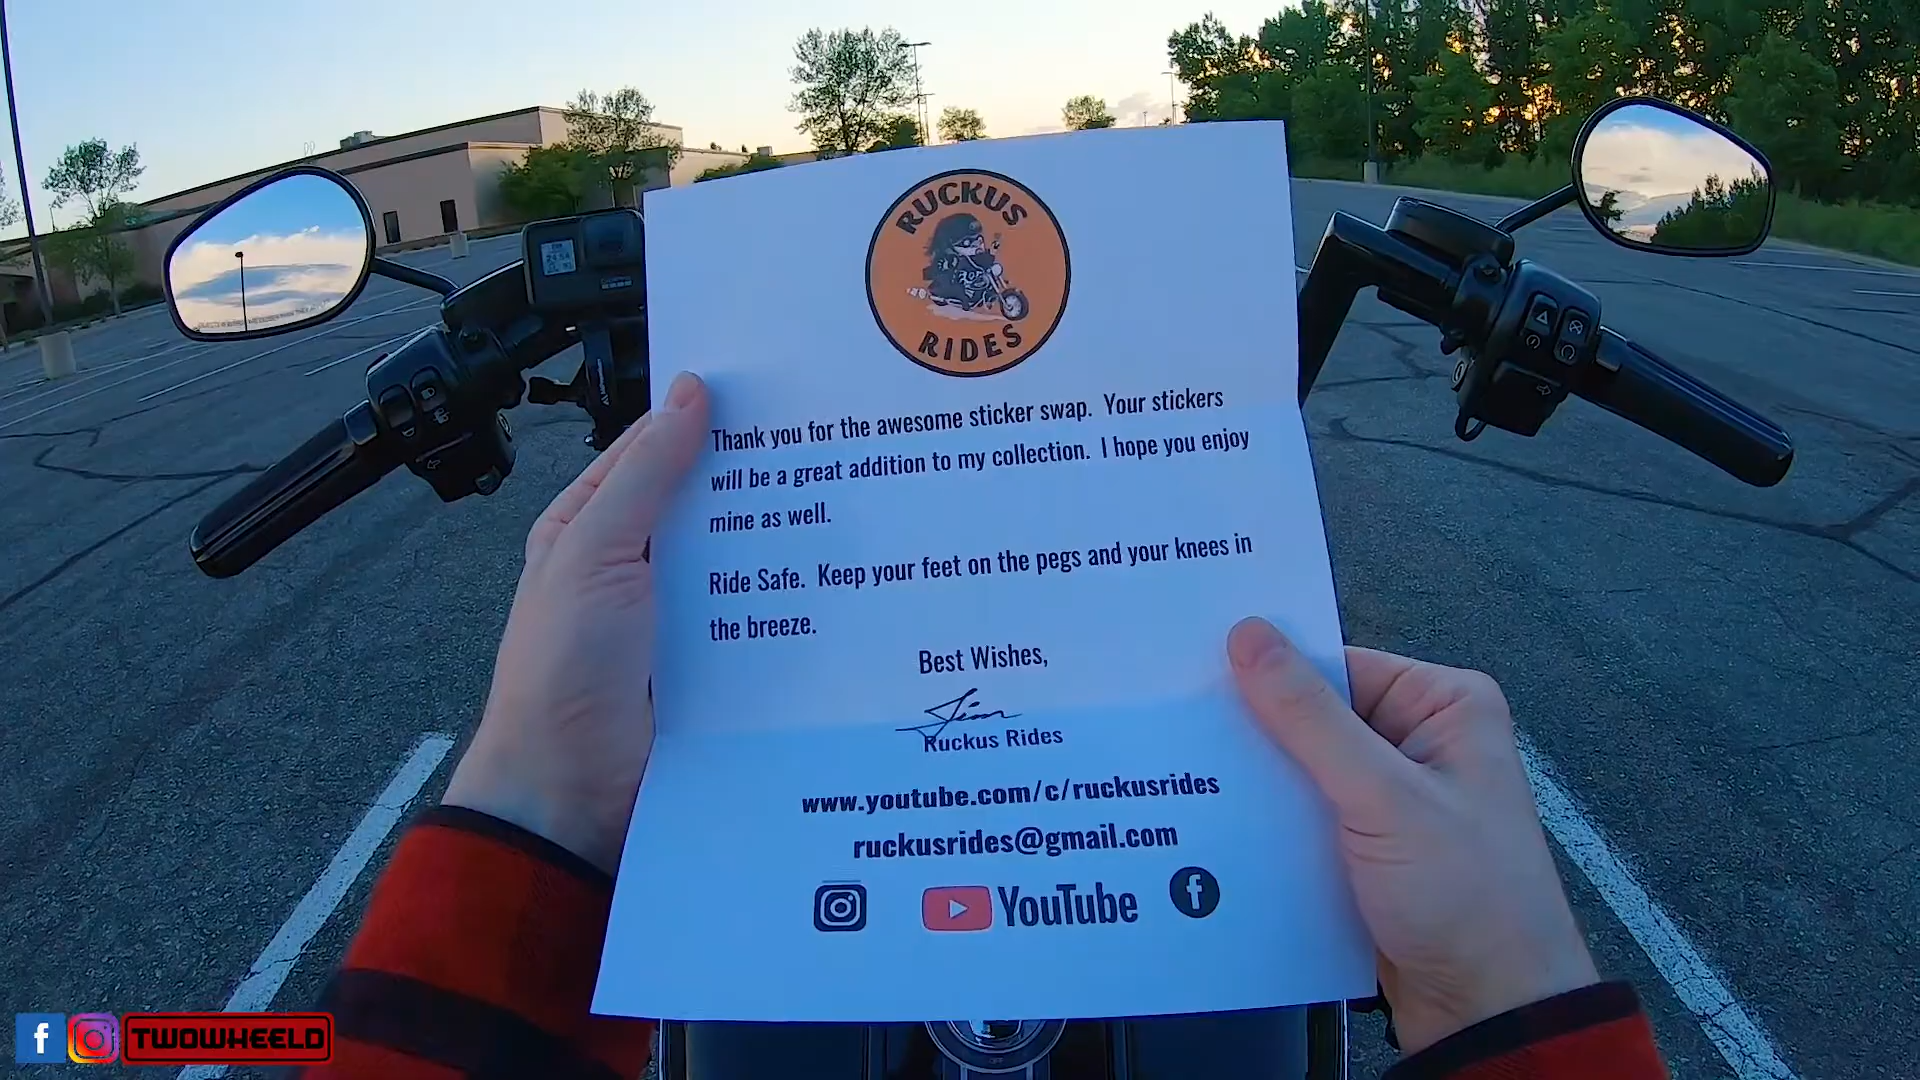 RUCKUS
RIDES
Thank you for the awesome sticker swap. Your stickers
will be a great addition to my collection. I hope you enjoy
mine as well.
Ride Safe. Keep your feet on the pegs and your knees in
the breeze.
Best Wishes,
Jim
Ruckus Rides
www.youtube.com/c/ruckusrides
ruckusrides@gmail.com
YouTube
TWOWHEELD